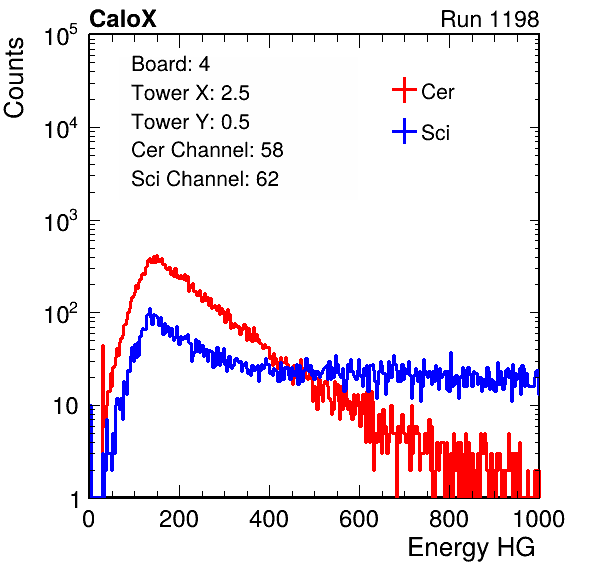 CaloX Run 1198
Counts
10^5
10^4
10^3
10^2
10
1
Board: 4
Tower X: 2.5
Tower Y: 0.5
Cer Channel: 58
Sci Channel: 62
Cer
Sci
0 200 400 600 800 1000
Energy HG